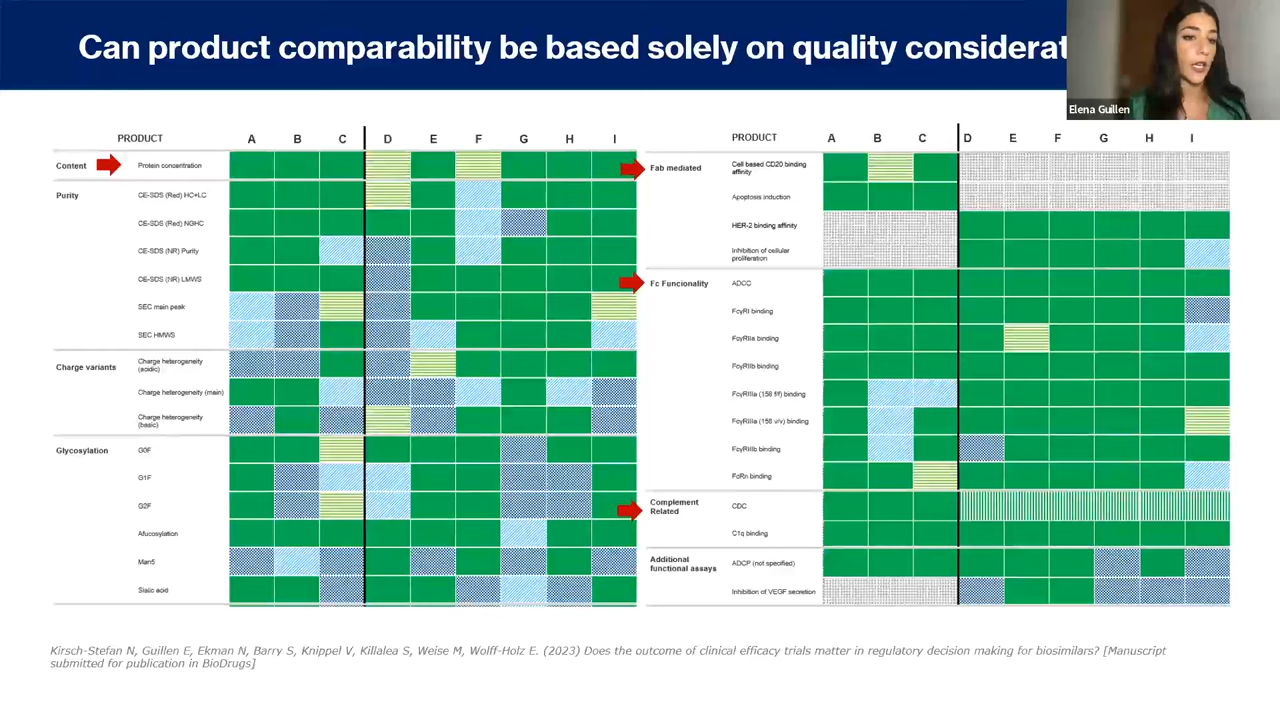 Can product comparability be based solely on quality considerat
Elena Guillen
PRODUCT A B C D E F G H I
Content Protein concentration
Purity CE-SDS (Red) HC+LC
CE-SDS (Red) NGHC
CE-SDS (NR) Purity
CE-SDS (NR) LMWS
SEC main peak
SEC HMWS
Charge variants Charge heterogeneity
(acidic)
Charge heterogeneity (main)
Charge heterogeneity
(basic)
Glycosylation G0F
G1F
G2F
Afucosylation
Man5
Sialic acid
PRODUCT A B C D E F G H I
Fab mediated Cell based CD20 binding
affinity
Apoptosis induction
HER-2 binding affinity
Inhibition of cellular
proliferation
Fc Funcionality ADCC
FcγRI binding
FcγRIIa binding
FcγRIIb binding
FcγRIIIa (158 f/f) binding
FcγRIIIa (158 v/v) binding
FcγRIIIb binding
FcRn binding
Complement
Related CDC
C1q binding
Additional
functional assays ADCP (not specified)
Inhibition of VEGF secretion
Kirsch-Stefan N, Guillen E, Ekman N, Barry S, Knippel V, Killalea S, Weise M, Wolff-Holz E. (2023) Does the outcome of clinical efficacy trials matter in regulatory decision making for biosimilars? [Manuscript
submitted for publication in BioDrugs]